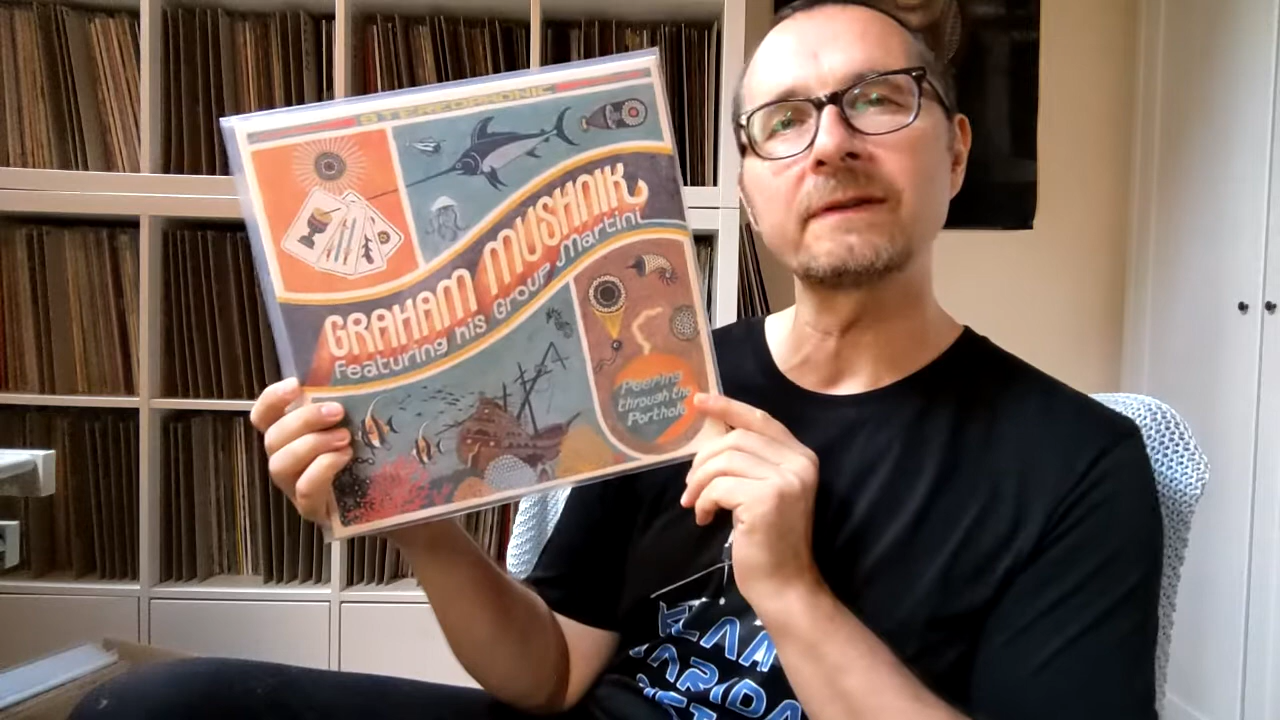 STEREOPHONIC
GRAHAM MUSHNIK
Featuring his Group Martini
Peering
through the
Porthole